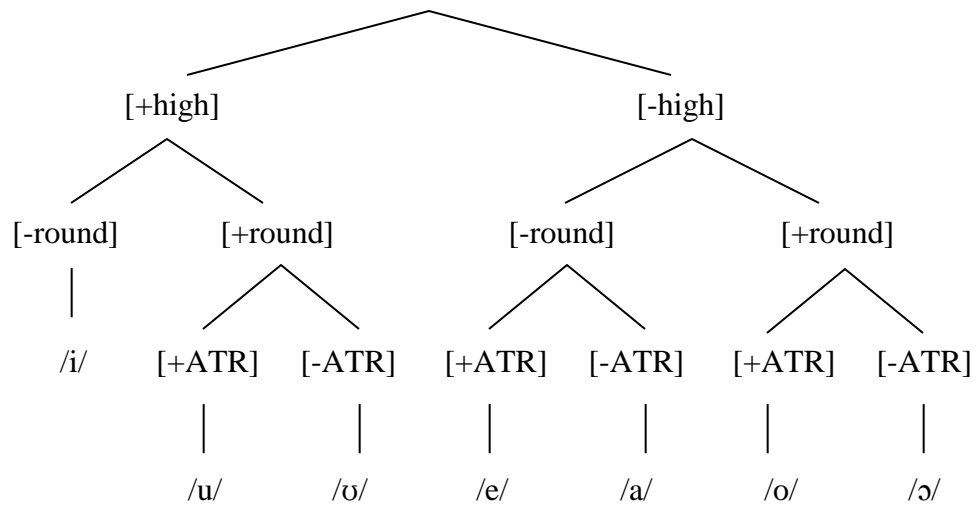 [+high] [-high]
[-round] [+round] [-round] [+round]
/i/ [+ATR] [-ATR] [+ATR] [-ATR] [+ATR] [-ATR]
/u/ /ʊ/ /e/ /a/ /o/ /ɔ/